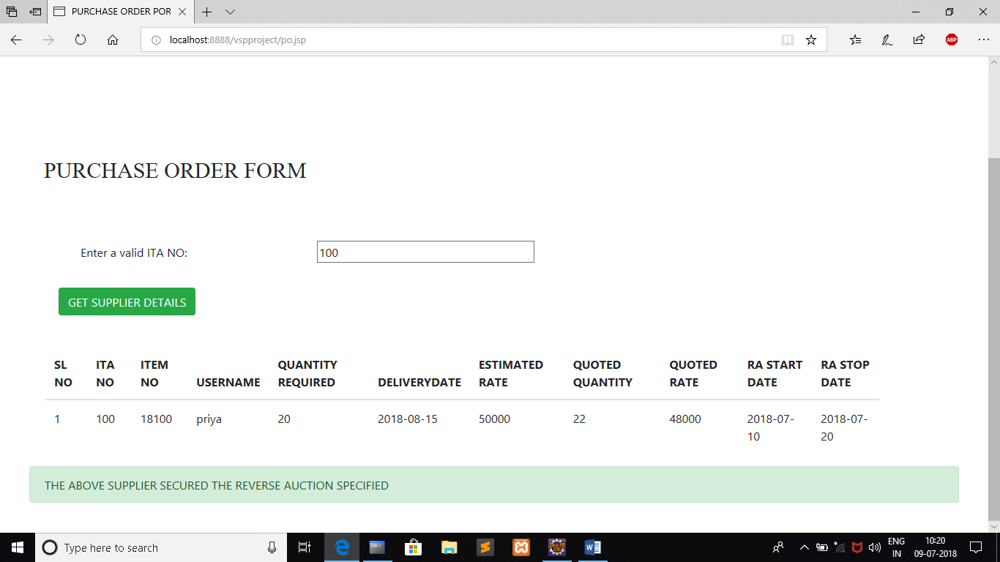 PURCHASE ORDER FOR
localhost:8888/vspproject/po.jsp
ABP
PURCHASE ORDER FORM
Enter a valid ITA NO:
100
GET SUPPLIER DETAILS
SL NO ITA NO ITEM NO USERNAME QUANTITY REQUIRED DELIVERYDATE ESTIMATED RATE QUOTED QUANTITY QUOTED RATE RA START DATE RA STOP DATE
1 100 18100 priya 20 2018-08-15 50000 22 48000 2018-07-10 2018-07-20
THE ABOVE SUPPLIER SECURED THE REVERSE AUCTION SPECIFIED
Type here to search
ENG
IN
10:20
09-07-2018